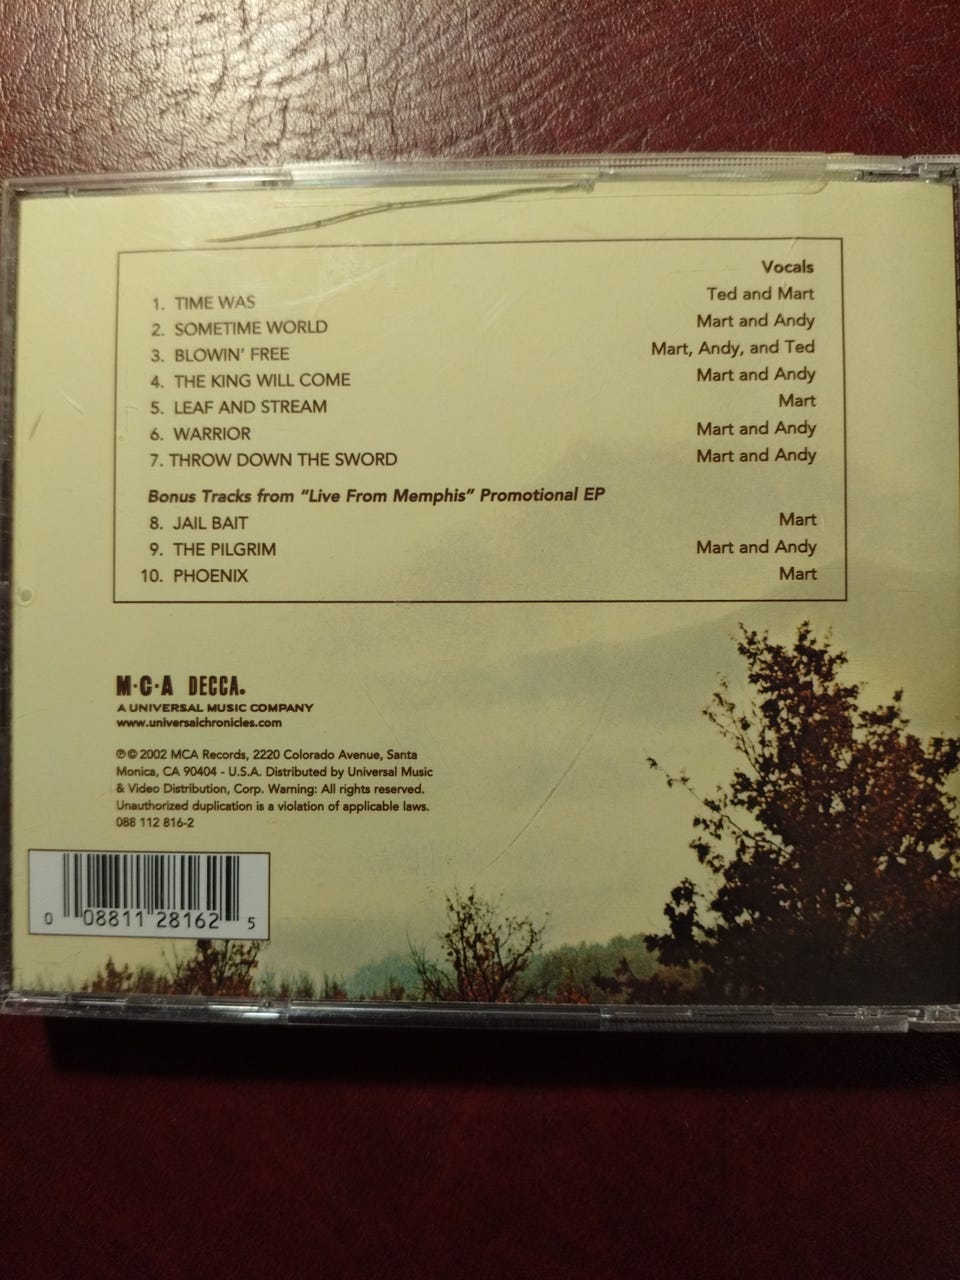 Vocals
1. TIME WAS Ted and Mart
2. SOMETIME WORLD Mart and Andy
3. BLOWIN' FREE Mart, Andy, and Ted
4. THE KING WILL COME Mart and Andy
5. LEAF AND STREAM Mart
6. WARRIOR Mart and Andy
7. THROW DOWN THE SWORD Mart and Andy
Bonus Tracks from "Live From Memphis" Promotional EP
8. JAIL BAIT Mart
9. THE PILGRIM Mart and Andy
10. PHOENIX Mart
M·C·A DECCA.
A UNIVERSAL MUSIC COMPANY
www.universalchronicles.com
℗© 2002 MCA Records, 2220 Colorado Avenue, Santa
Monica, CA 90404 - U.S.A. Distributed by Universal Music
& Video Distribution, Corp. Warning: All rights reserved.
Unauthorized duplication is a violation of applicable laws.
088 112 816-2
0 08811 28162 5